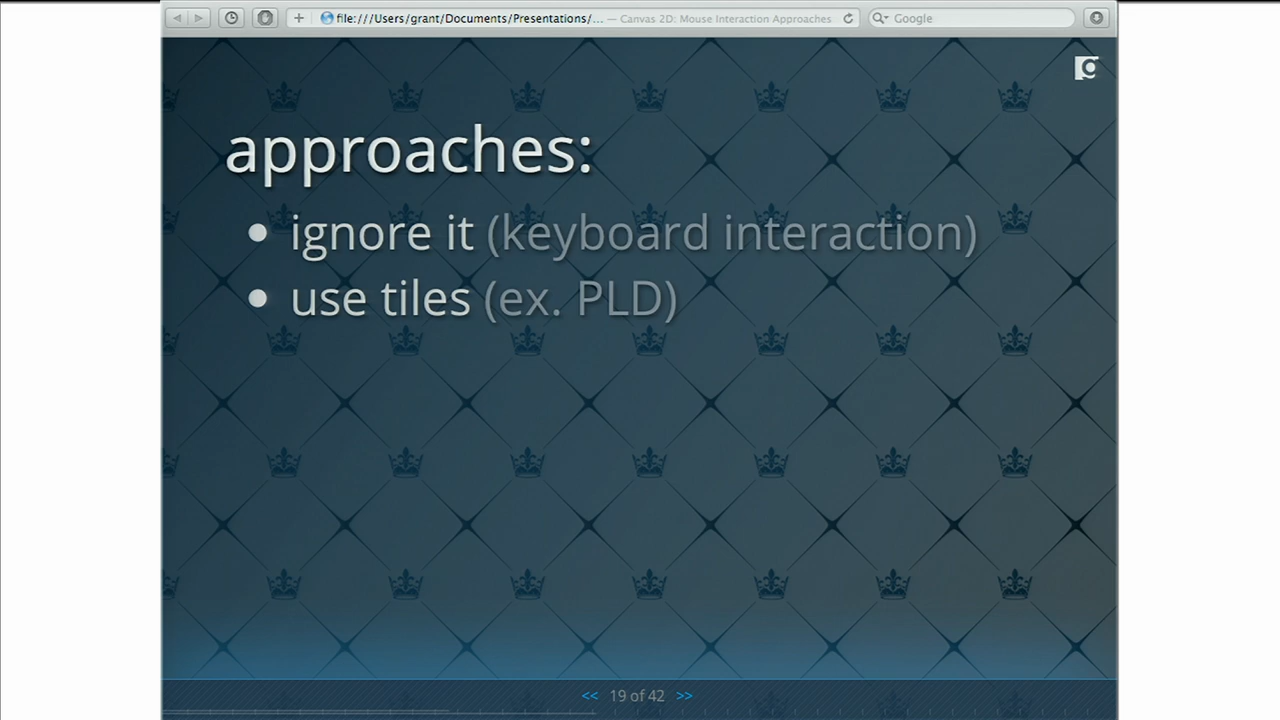 file:///Users/grant/Documents/Presentations/... — Canvas 2D: Mouse Interaction Approaches
Google
g
approaches:
• ignore it (keyboard interaction)
• use tiles (ex. PLD)
<< 19 of 42 >>